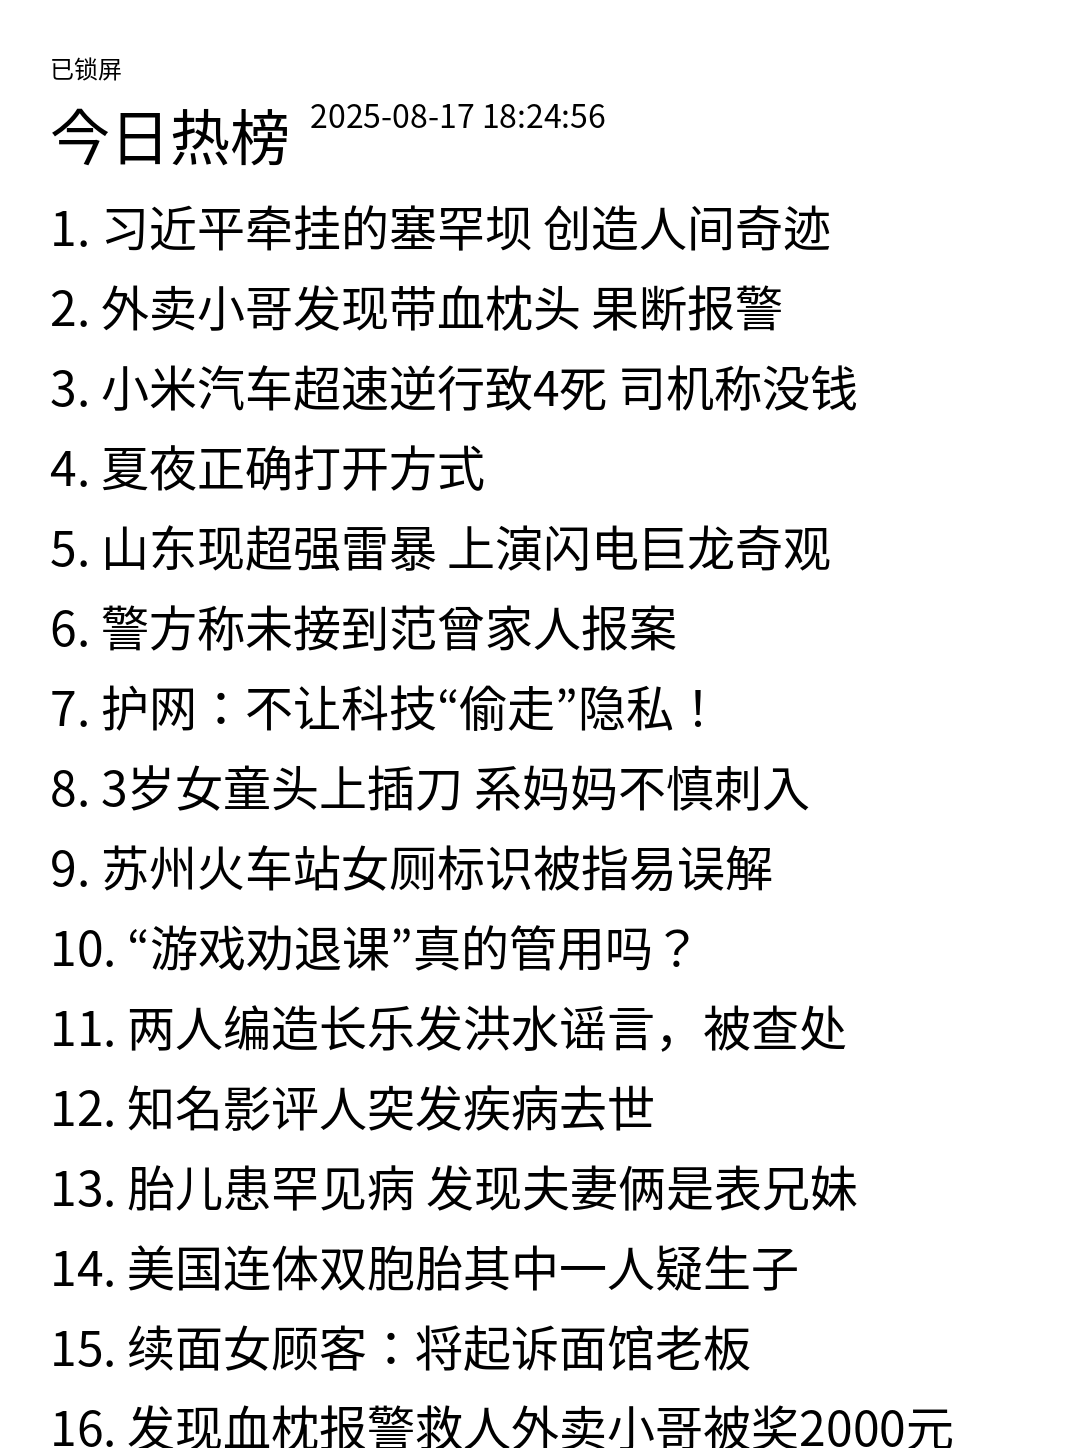 已锁屏
今日热榜 2025-08-17 18:24:56
1. 习近平牵挂的塞罕坝 创造人间奇迹
2. 外卖小哥发现带血枕头 果断报警
3. 小米汽车超速逆行致4死 司机称没钱
4. 夏夜正确打开方式
5. 山东现超强雷暴 上演闪电巨龙奇观
6. 警方称未接到范曾家人报案
7. 护网：不让科技“偷走”隐私！
8. 3岁女童头上插刀 系妈妈不慎刺入
9. 苏州火车站女厕标识被指易误解
10. “游戏劝退课”真的管用吗？
11. 两人编造长乐发洪水谣言，被查处
12. 知名影评人突发疾病去世
13. 胎儿患罕见病 发现夫妻俩是表兄妹
14. 美国连体双胞胎其中一人疑生子
15. 续面女顾客：将起诉面馆老板
16. 发现血枕报警救人外卖小哥被奖2000元